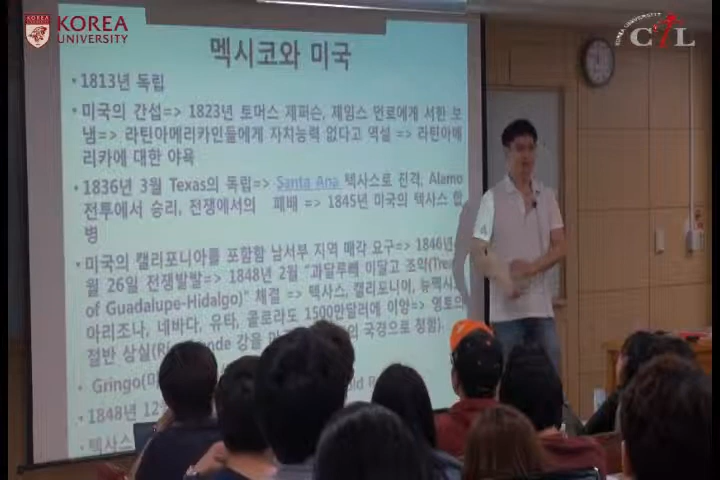 KOREA
UNIVERSITY
KOREA UNIVERSITY
CTL
멕시코와 미국
• 1813년 독립
• 미국의 간섭=> 1823년 토머스 제퍼슨, 제임스 먼로에게 서한 보
냄=> 라틴아메리카인들에게 자치능력 없다고 역설 => 라틴아메
리카에 대한 야욕
• 1836년 3월 Texas의 독립=> Santa Ana 텍사스로 진격, Alamo
전투에서 승리, 전쟁에서의 패배 => 1845년 미국의 텍사스 합
병
• 미국의 캘리포니아를 포함함 남서부 지역 매각 요구=> 1846년
월 26일 전쟁발발=> 1848년 2월 "과달루페 이달고 조약(
of Guadalupe-Hidalgo)" 체결 => 텍사스, 캘리포니아, 뉴멕시
아리조나, 네바다, 유타, 콜로라도 1500만달러에 이양=> 영토의
절반 상실( 강을 의 국경으로 정함).
• Gringo(
• 1848년
• 텍사스